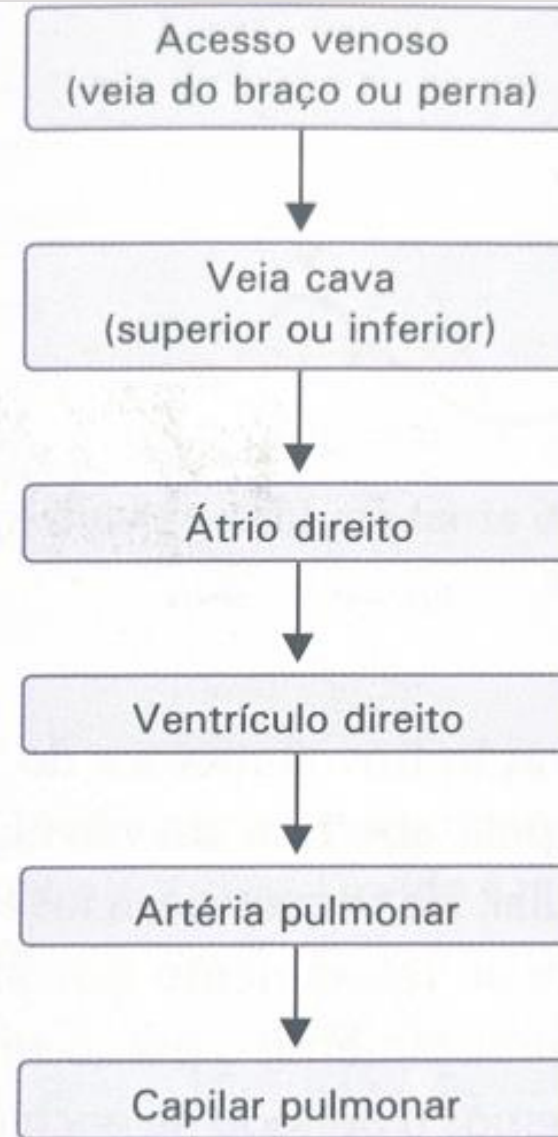 Acesso venoso
(veia do braço ou perna)
Veia cava
(superior ou inferior)
Átrio direito
Ventrículo direito
Artéria pulmonar
Capilar pulmonar